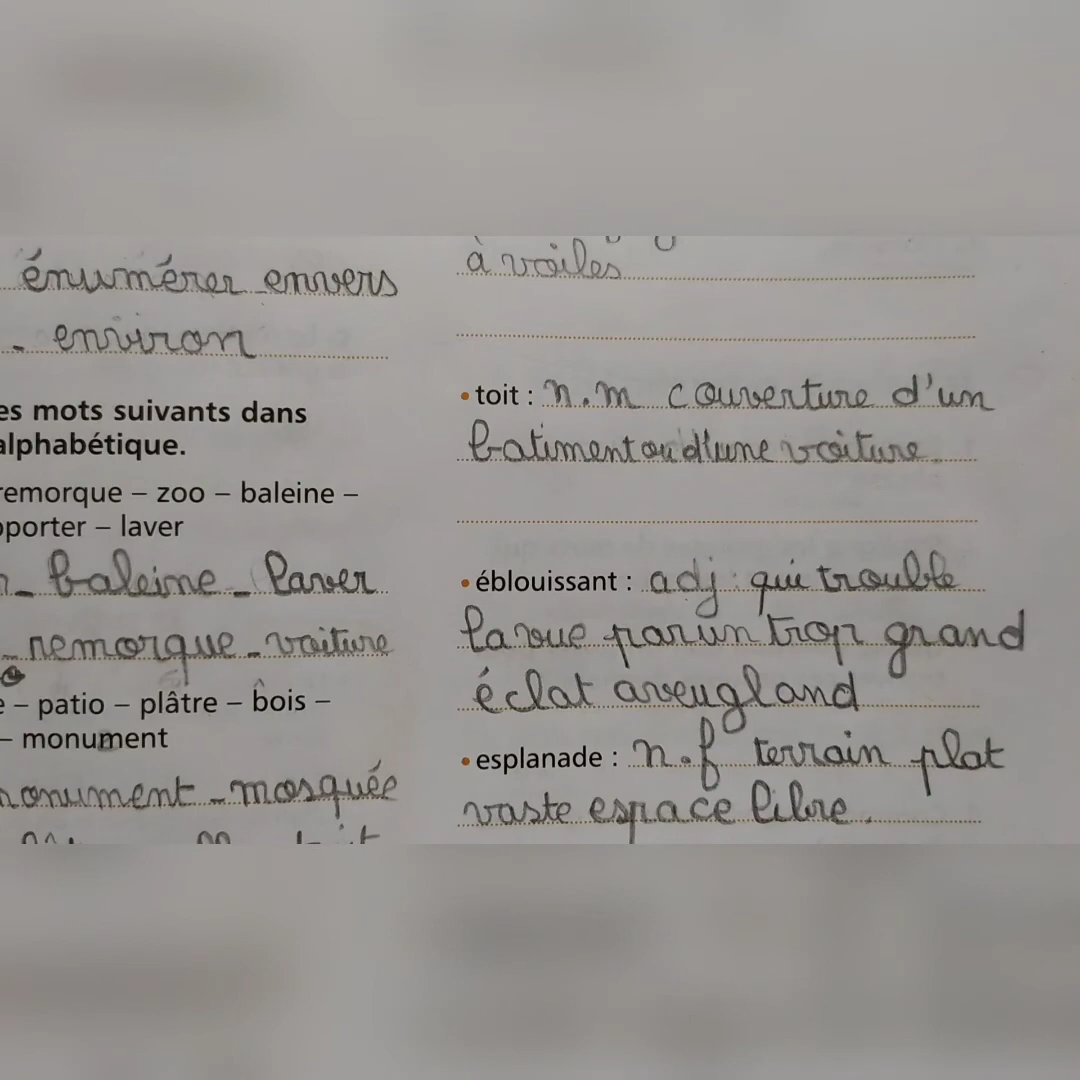 énumérer envers
- environ
es mots suivants dans
alphabétique.
remorque – zoo – baleine –
porter – laver
- baleine - laver
- remorque - voiture
e – patio – plâtre – bois –
– monument
monument - mosquée
à voiles
• toit : n.m couverture d'un
batiment ou d'une voiture.
• éblouissant : adj : qui trouble
la vue par un trop grand
éclat aveugland
• esplanade : n.f terrain plat
vaste espace libre.